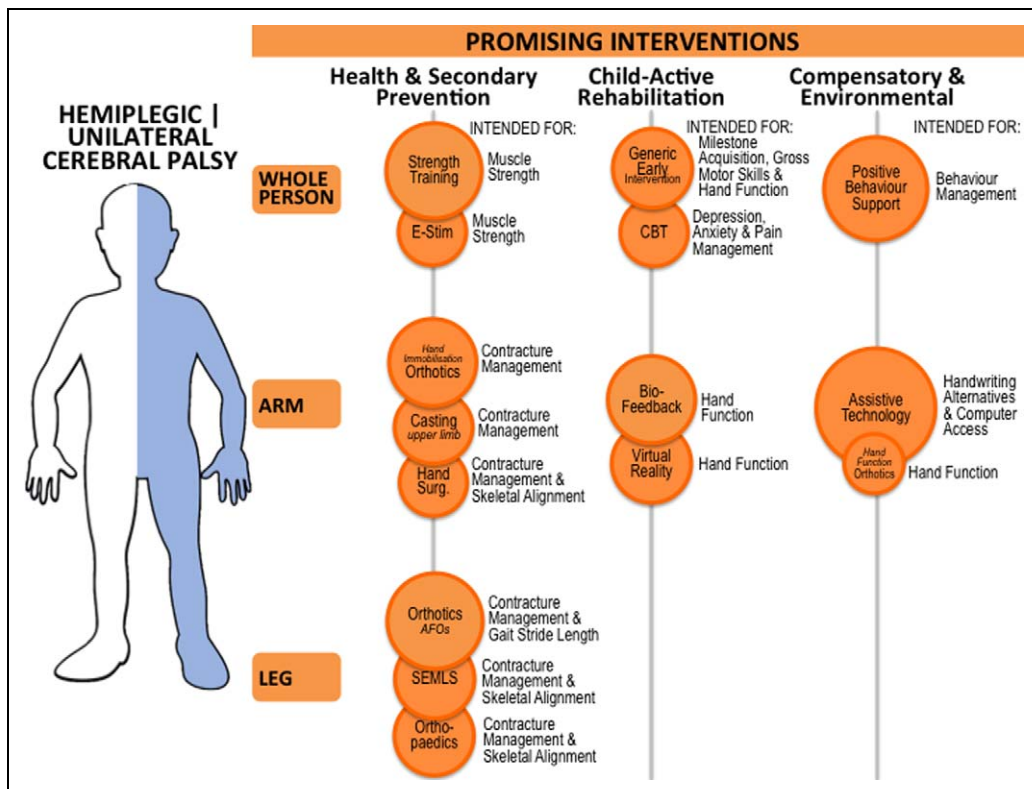 PROMISING INTERVENTIONS
HEMIPLEGIC |
UNILATERAL
CEREBRAL PALSY
Health & Secondary
Prevention
Child-Active
Rehabilitation
Compensatory &
Environmental
WHOLE
PERSON
INTENDED FOR:
Strength
Training
Muscle
Strength
E-Stim
Muscle
Strength
INTENDED FOR:
Generic
Early
Intervention
Milestone
Acquisition, Gross
Motor Skills &
Hand Function
CBT
Depression,
Anxiety & Pain
Management
INTENDED FOR:
Positive
Behaviour
Support
Behaviour
Management
ARM
Hand
Immobilisation
Orthotics
Contracture
Management
Casting
upper limb
Contracture
Management
Hand
Surg.
Contracture
Management &
Skeletal Alignment
Bio-
Feedback
Hand
Function
Virtual
Reality
Hand Function
Assistive
Technology
Handwriting
Alternatives
& Computer
Access
Hand
Function
Orthotics
Hand Function
LEG
Orthotics
AFOs
Contracture
Management &
Gait Stride Length
SEMLS
Contracture
Management &
Skeletal Alignment
Ortho-
paedics
Contracture
Management &
Skeletal Alignment